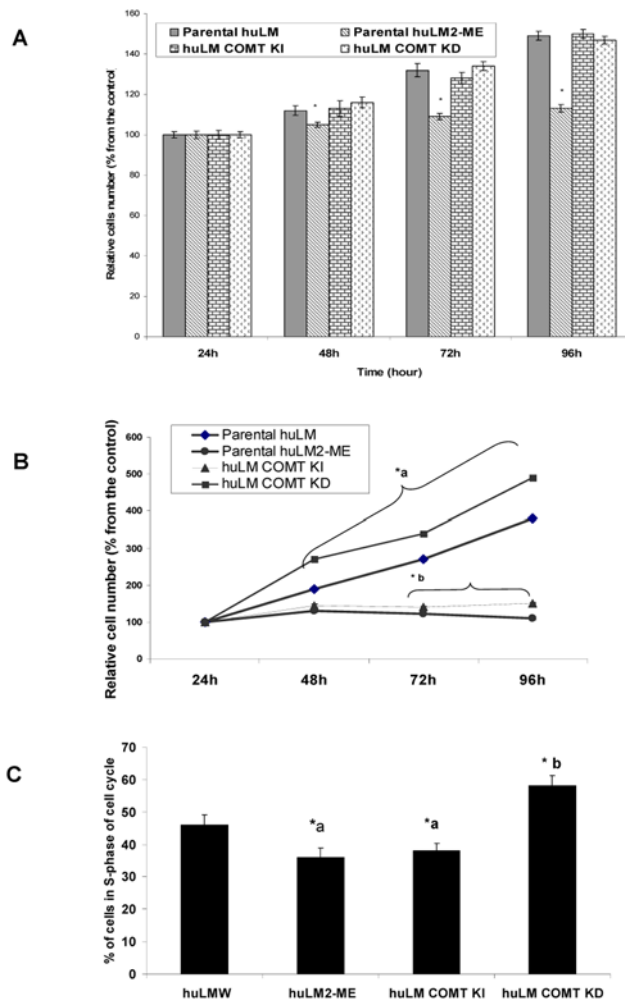 A
Relative cells number (% from the control)
160
140
120
100
80
60
40
20
0
Parental huLM
Parental huLM2-ME
huLM COMT KI
huLM COMT KD
*
*
*
24h
48h
72h
96h
Time (hour)
B
Relative cell number (% from the control)
600
500
400
300
200
100
0
Parental huLM
Parental huLM2-ME
huLM COMT KI
huLM COMT KD
*a
* b
24h
48h
72h
96h
C
% of cells in S-phase of cell cycle
70
60
50
40
30
20
10
0
*a
*a
* b
huLMW
huLM2-ME
huLM COMT KI
huLM COMT KD